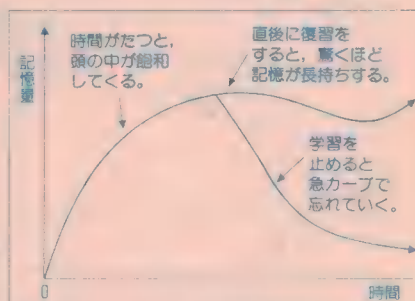 記憶量
時間がたつと,
頭の中が飽和
してくる。
直後に復習を
すると, 驚くほど
記憶が長持ちする。
学習を
止めると
急カーブで
忘れていく。
0
時間